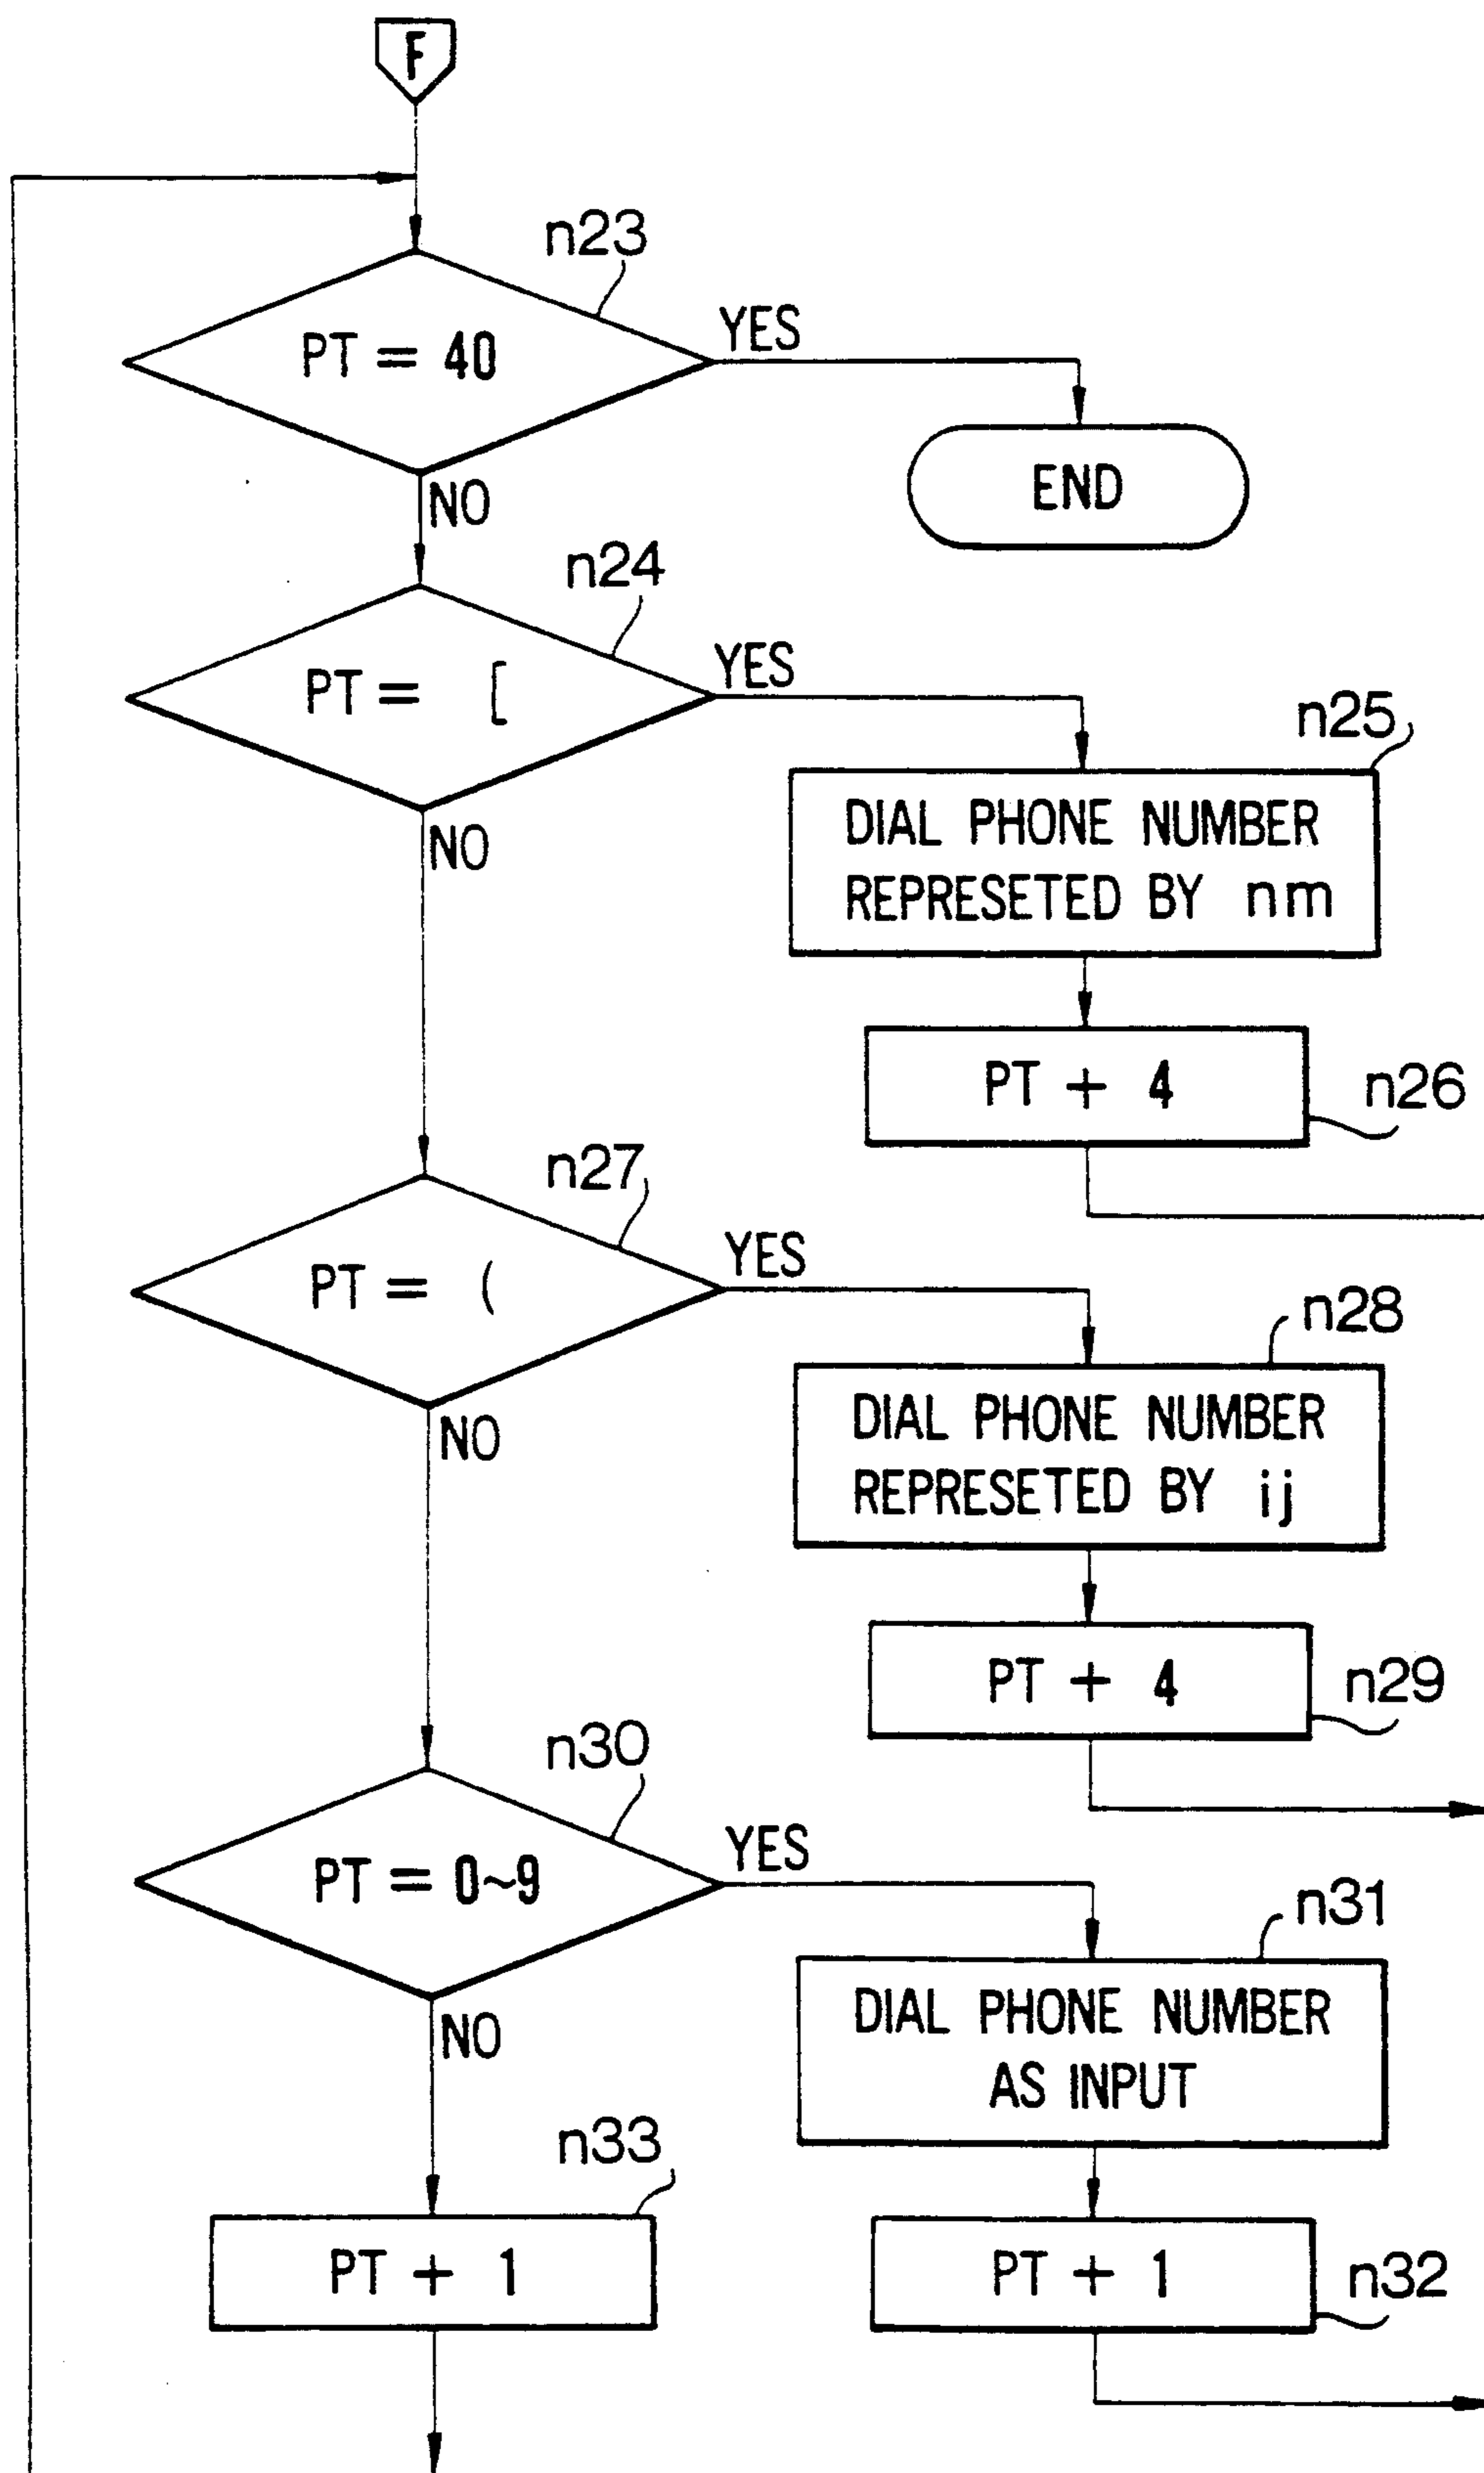 F
n23
PT = 40
YES
END
NO
n24
PT = [
YES
n25
DIAL PHONE NUMBER
REPRESETED BY nm
NO
PT + 4
n26
n27
PT = (
YES
n28
DIAL PHONE NUMBER
REPRESETED BY ij
NO
PT + 4
n29
n30
PT = 0~9
YES
n31
DIAL PHONE NUMBER
AS INPUT
NO
n33
PT + 1
PT + 1
n32